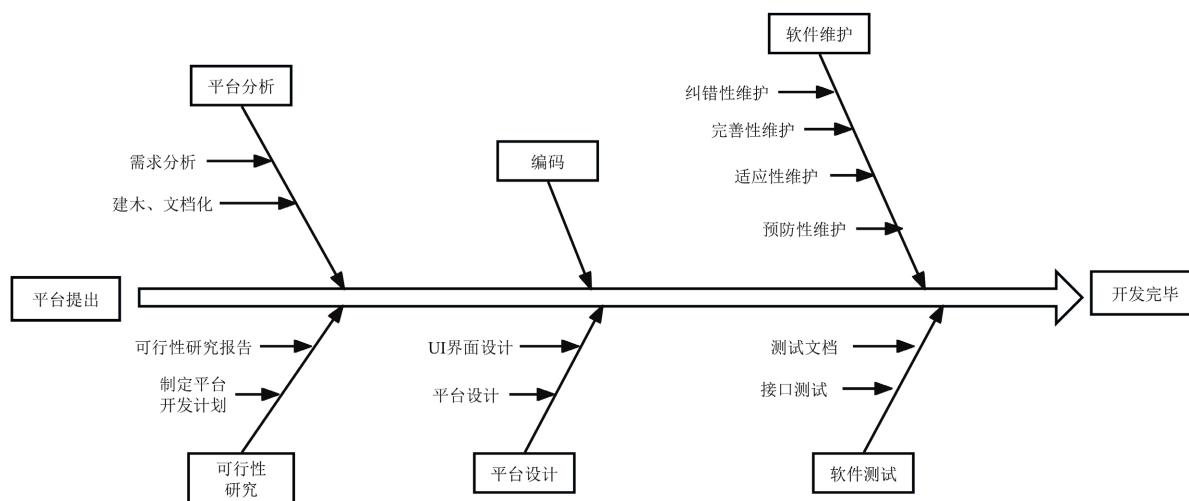 软件维护
平台分析
纠错性维护
完善性维护
编码
需求分析
适应性维护
建木、文档化
预防性维护
平台提出
开发完毕
可行性研究报告
UI界面设计
测试文档
制定平台
开发计划
平台设计
接口测试
可行性
研究
平台设计
软件测试